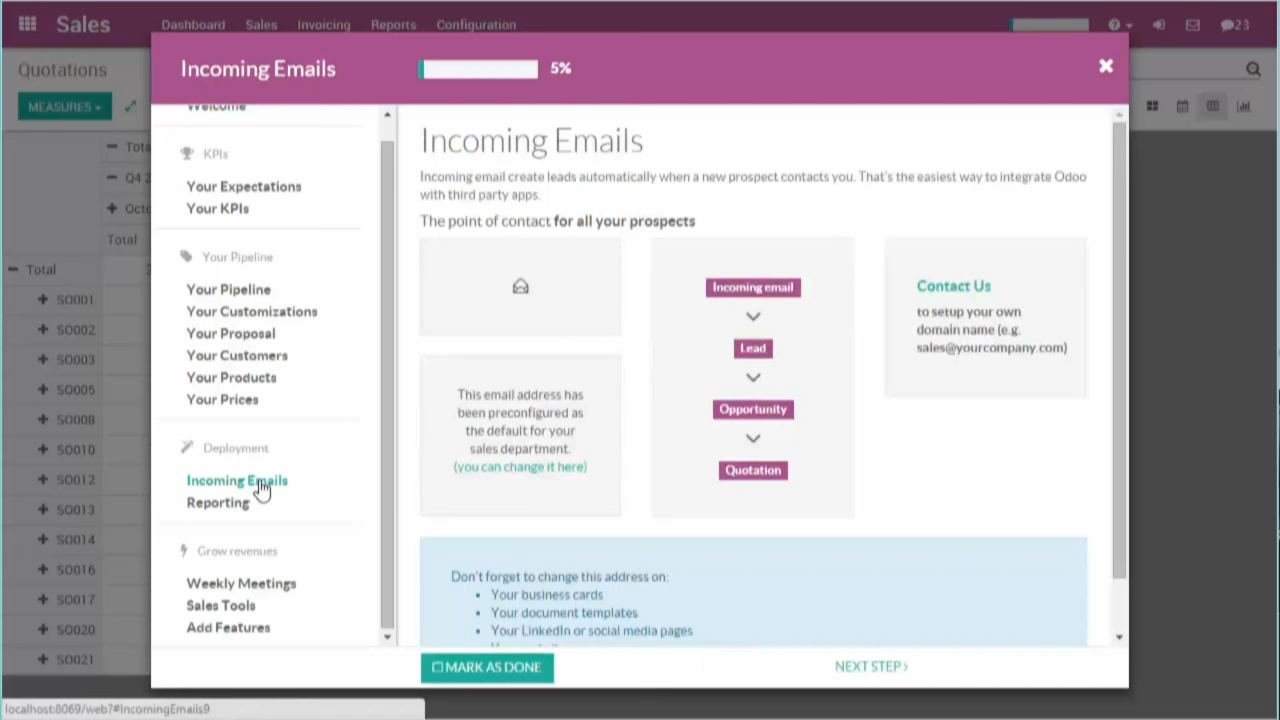 Sales
Dashboard Sales Invoicing Reports Configuration
23
Quotations
MEASURES
Incoming Emails
5%
Welcome
KPIs
Your Expectations
Your KPIs
Your Pipeline
Your Pipeline
Your Customizations
Your Proposal
Your Customers
Your Products
Your Prices
Deployment
Incoming Emails
Reporting
Grow revenues
Weekly Meetings
Sales Tools
Add Features
Incoming Emails
Incoming email create leads automatically when a new prospect contacts you. That's the easiest way to integrate Odoo
with third party apps.
The point of contact for all your prospects
This email address has
been preconfigured as
the default for your
sales department.
(you can change it here)
Incoming email
Lead
Opportunity
Quotation
Contact Us
to setup your own
domain name (e.g.
sales@yourcompany.com)
Don't forget to change this address on:
Your business cards
Your document templates
Your LinkedIn or social media pages
MARK AS DONE
NEXT STEP
Total
Total
SO001
SO002
SO003
SO005
SO008
SO010
SO012
SO013
SO014
SO016
SO017
SO020
SO021
localhost:8069/web?#IncomingEmails9